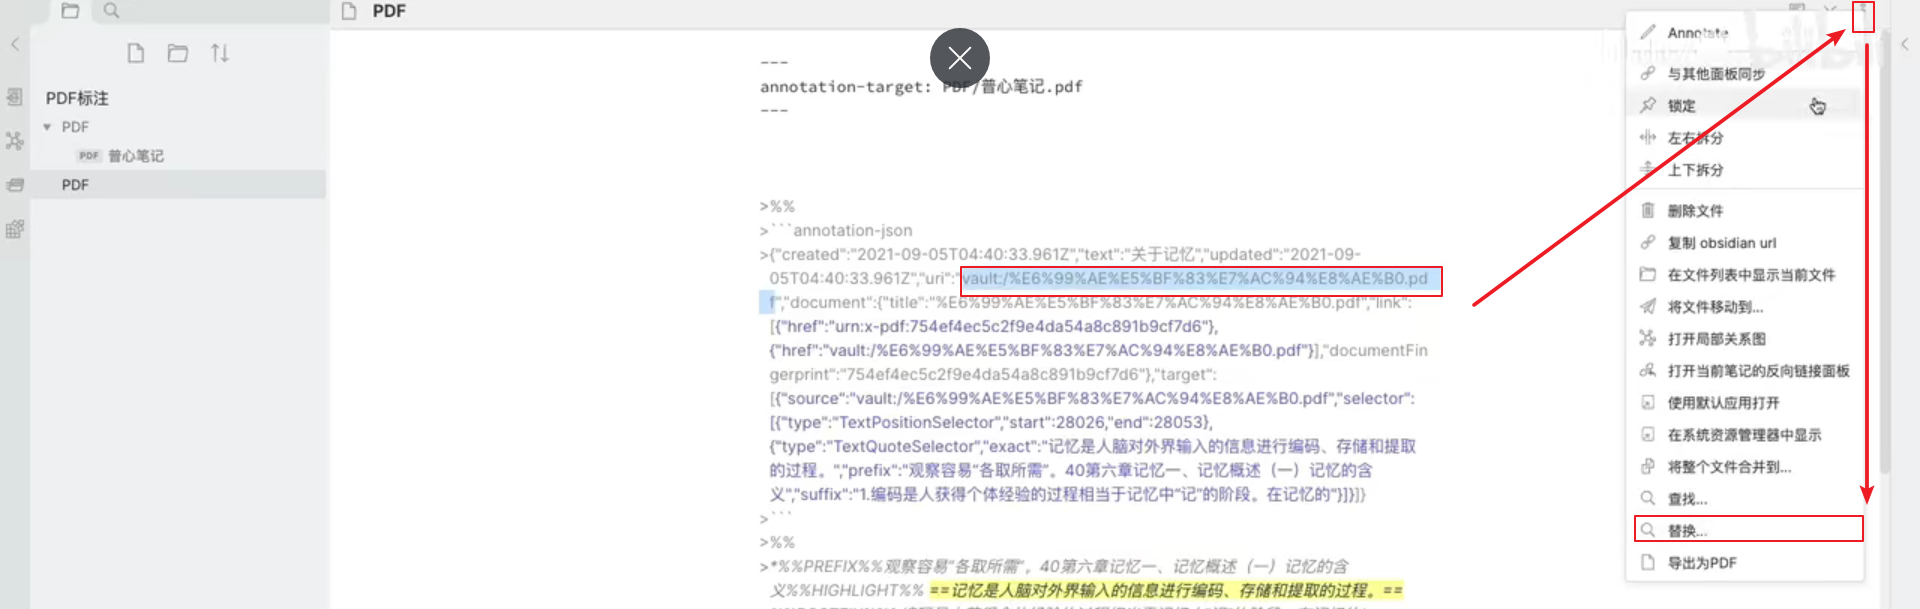 PDF
PDF标注
PDF
PDF 普心笔记
PDF
---
annotation-target: PDF/普心笔记.pdf
---
>%%
>```annotation-json
>{"created":"2021-09-05T04:40:33.961Z","text":"关于记忆","updated":"2021-09-
05T04:40:33.961Z","uri":"vault:/%E6%99%AE%E5%BF%83%E7%AC%94%E8%AE%B0.pd
f","document":{"title":"%E6%99%AE%E5%BF%83%E7%AC%94%E8%AE%B0.pdf","link":
[{"href":"urn:x-pdf:754ef4ec5c2f9e4da54a8c891b9cf7d6"},
{"href":"vault:/%E6%99%AE%E5%BF%83%E7%AC%94%E8%AE%B0.pdf"}],"documentFin
gerprint":"754ef4ec5c2f9e4da54a8c891b9cf7d6"},"target":
[{"source":"vault:/%E6%99%AE%E5%BF%83%E7%AC%94%E8%AE%B0.pdf","selector":
[{"type":"TextPositionSelector","start":28026,"end":28053},
{"type":"TextQuoteSelector","exact":"记忆是人脑对外界输入的信息进行编码、存储和提取
的过程。","prefix":"观察容易“各取所需”。40第六章记忆一、记忆概述（一）记忆的含
义","suffix":"1.编码是人获得个体经验的过程相当于记忆中“记”的阶段。在记忆的"}]}]}
>```
>%%
>*%%PREFIX%%观察容易“各取所需”。40第六章记忆一、记忆概述（一）记忆的含
义%%HIGHLIGHT%% ==记忆是人脑对外界输入的信息进行编码、存储和提取的过程。==
Annotate
与其他面板同步
锁定
左右拆分
上下拆分
删除文件
复制 obsidian url
在文件列表中显示当前文件
将文件移动到...
打开局部关系图
打开当前笔记的反向链接面板
使用默认应用打开
在系统资源管理器中显示
将整个文件合并到...
查找...
替换...
导出为PDF